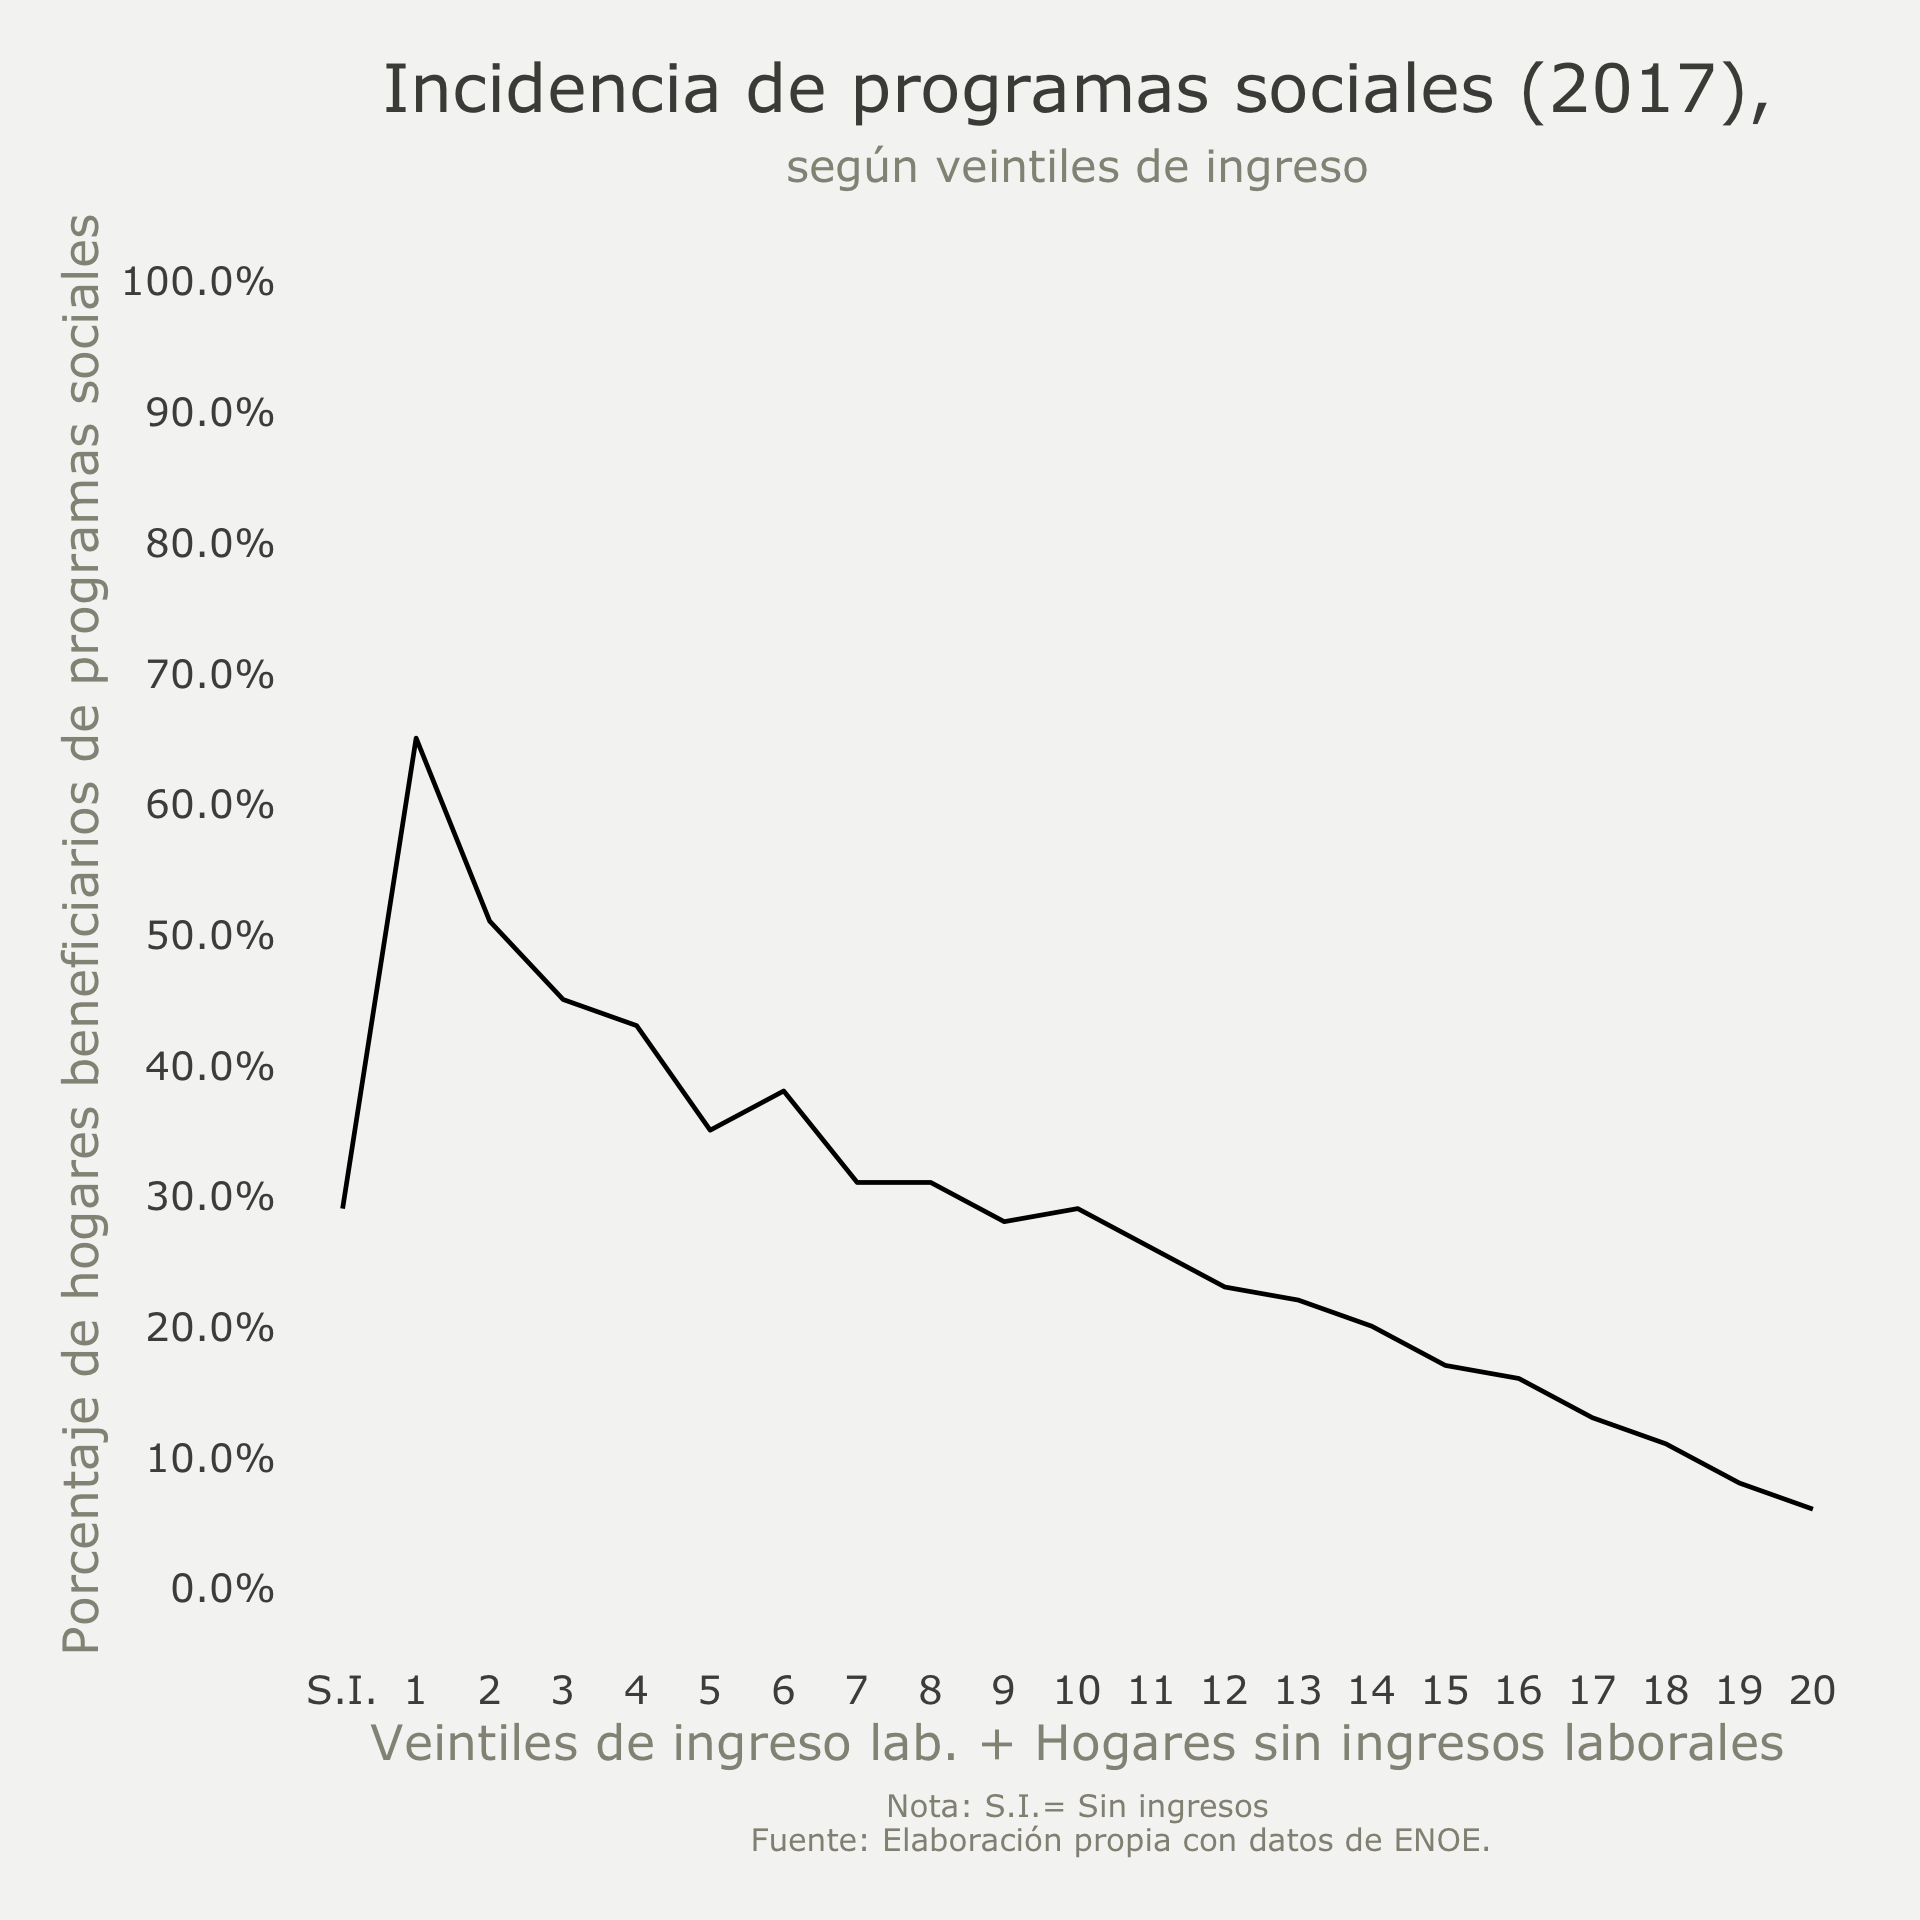 Incidencia de programas sociales (2017),
según veintiles de ingreso
Porcentaje de hogares beneficiarios de programas sociales
100.0%
90.0%
80.0%
70.0%
60.0%
50.0%
40.0%
30.0%
20.0%
10.0%
0.0%
S.I. 1 2 3 4 5 6 7 8 9 10 11 12 13 14 15 16 17 18 19 20
Veintiles de ingreso lab. + Hogares sin ingresos laborales
Nota: S.I.= Sin ingresos
Fuente: Elaboración propia con datos de ENOE.